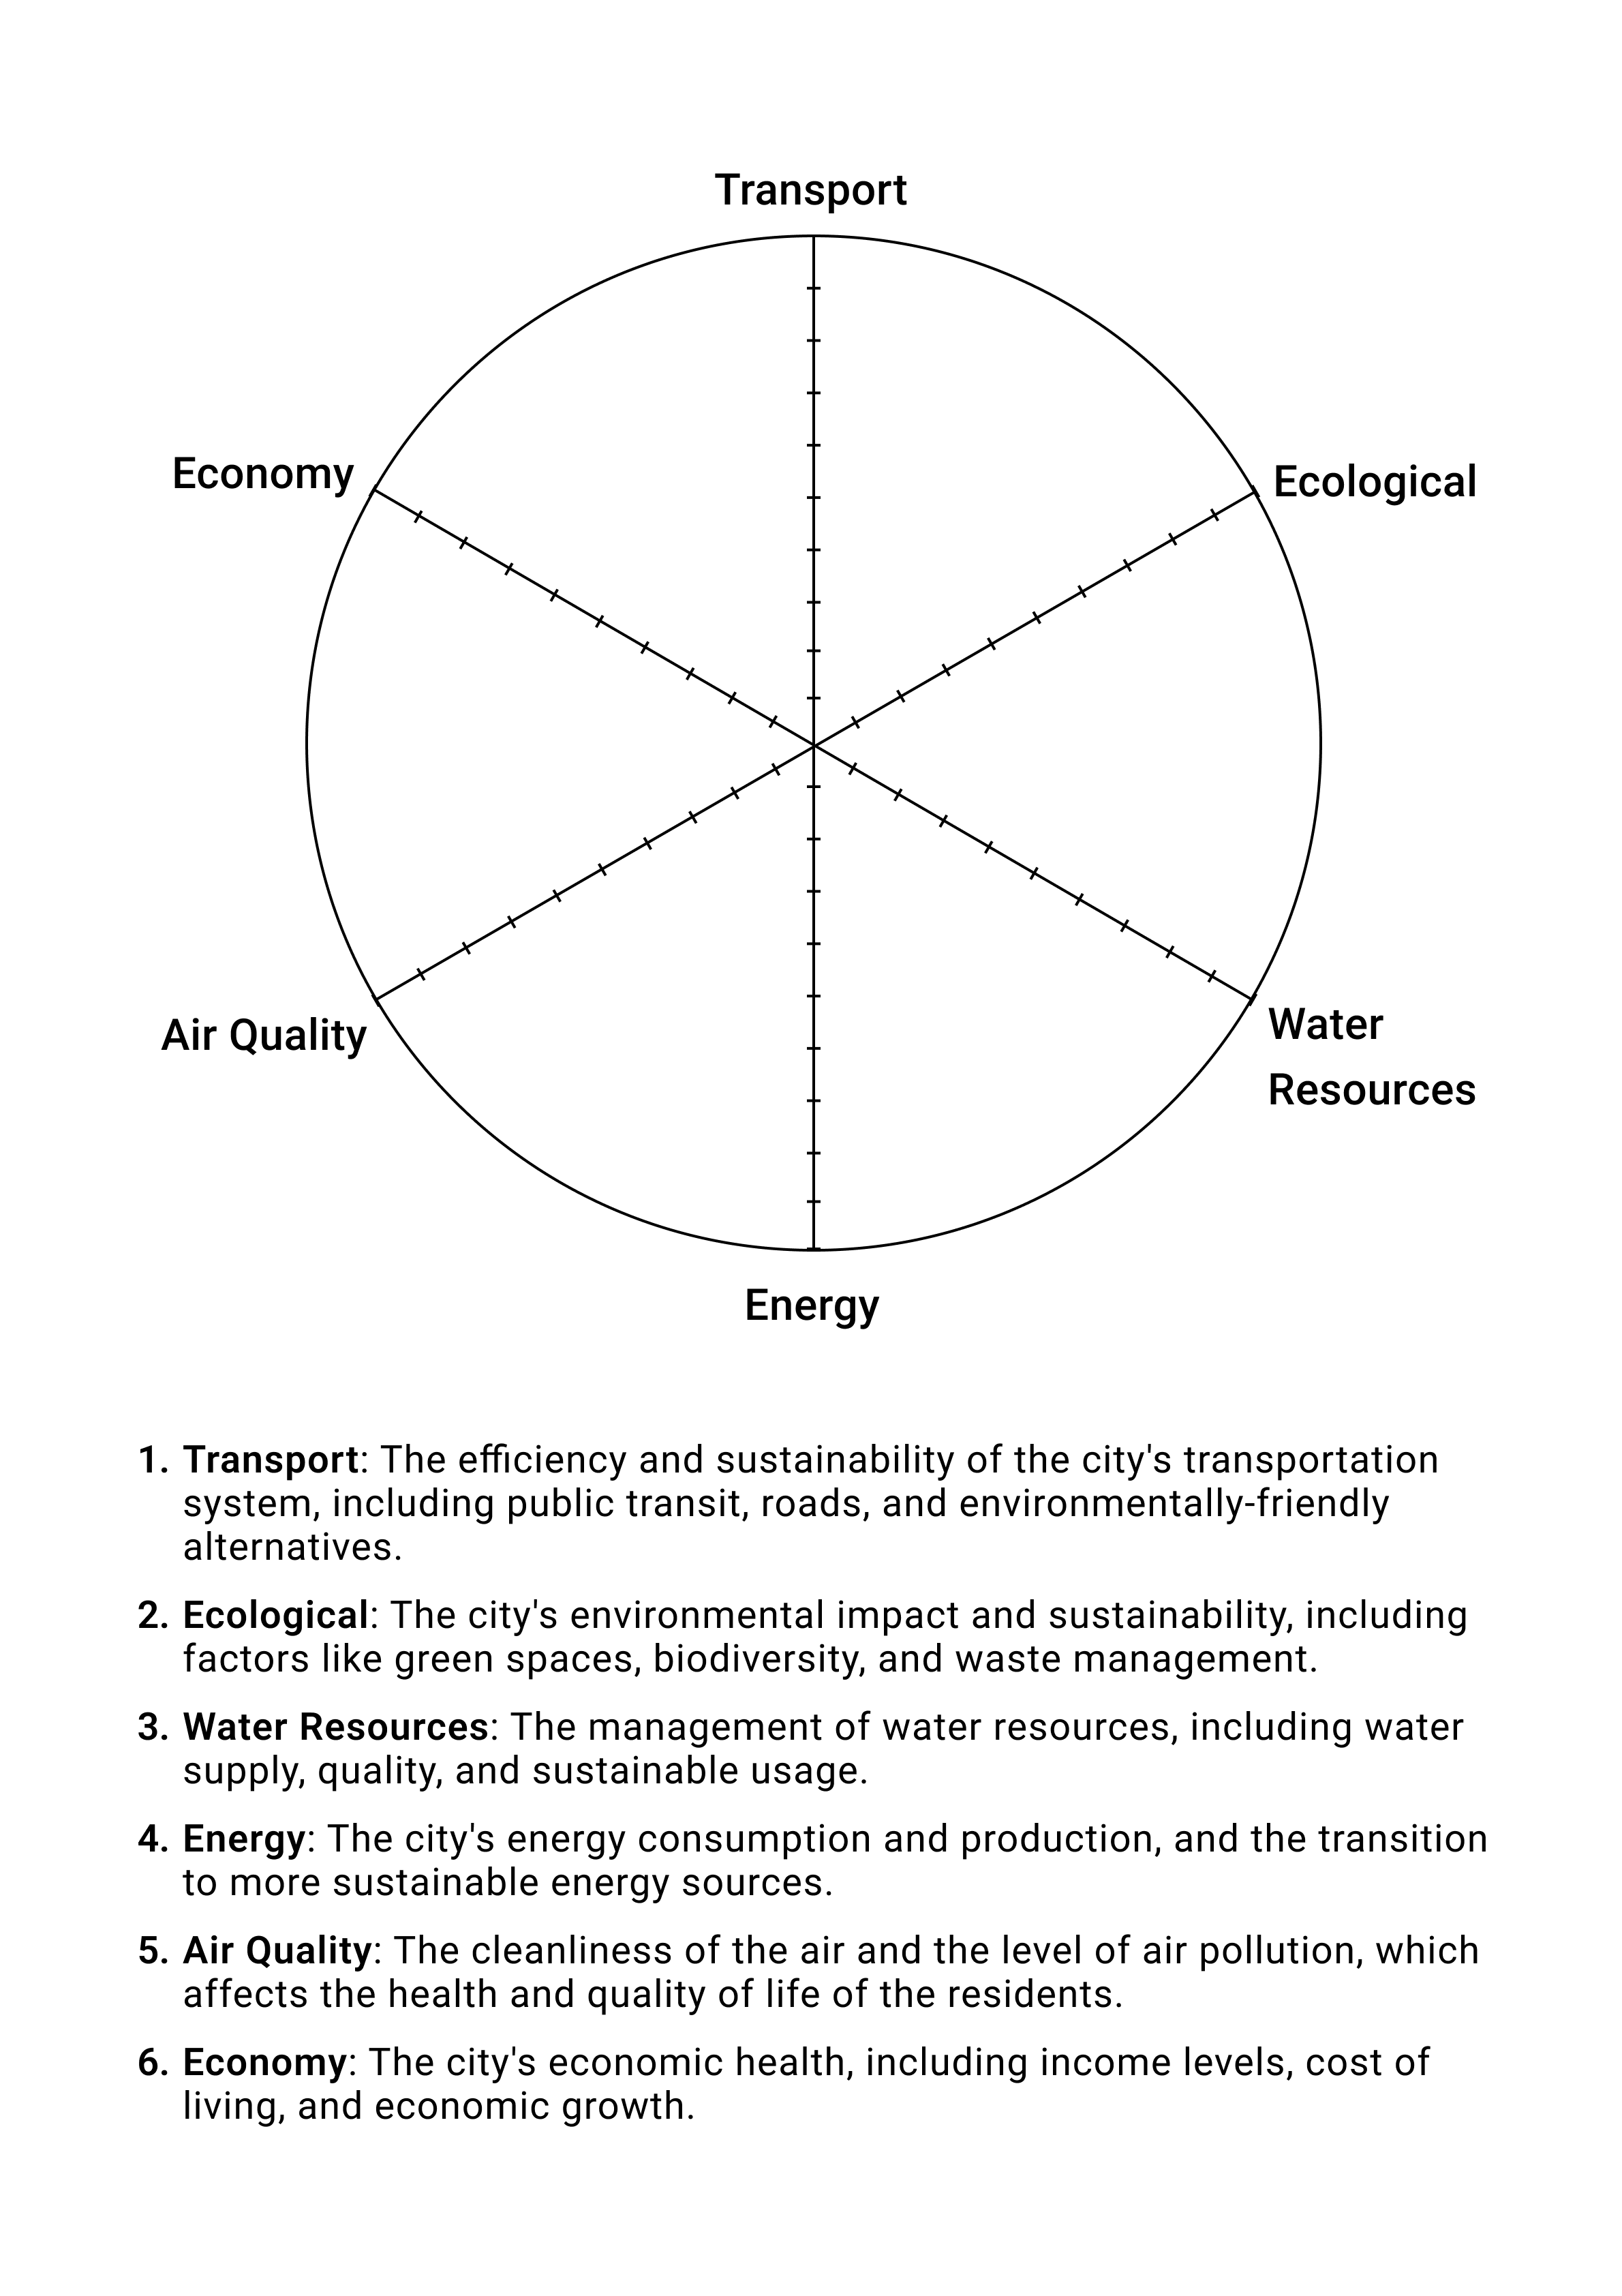 Transport
Economy
Ecological
Air Quality
Water
Resources
Energy
1. Transport: The efficiency and sustainability of the city's transportation
system, including public transit, roads, and environmentally-friendly
alternatives.
2. Ecological: The city's environmental impact and sustainability, including
factors like green spaces, biodiversity, and waste management.
3. Water Resources: The management of water resources, including water
supply, quality, and sustainable usage.
4. Energy: The city's energy consumption and production, and the transition
to more sustainable energy sources.
5. Air Quality: The cleanliness of the air and the level of air pollution, which
affects the health and quality of life of the residents.
6. Economy: The city's economic health, including income levels, cost of
living, and economic growth.